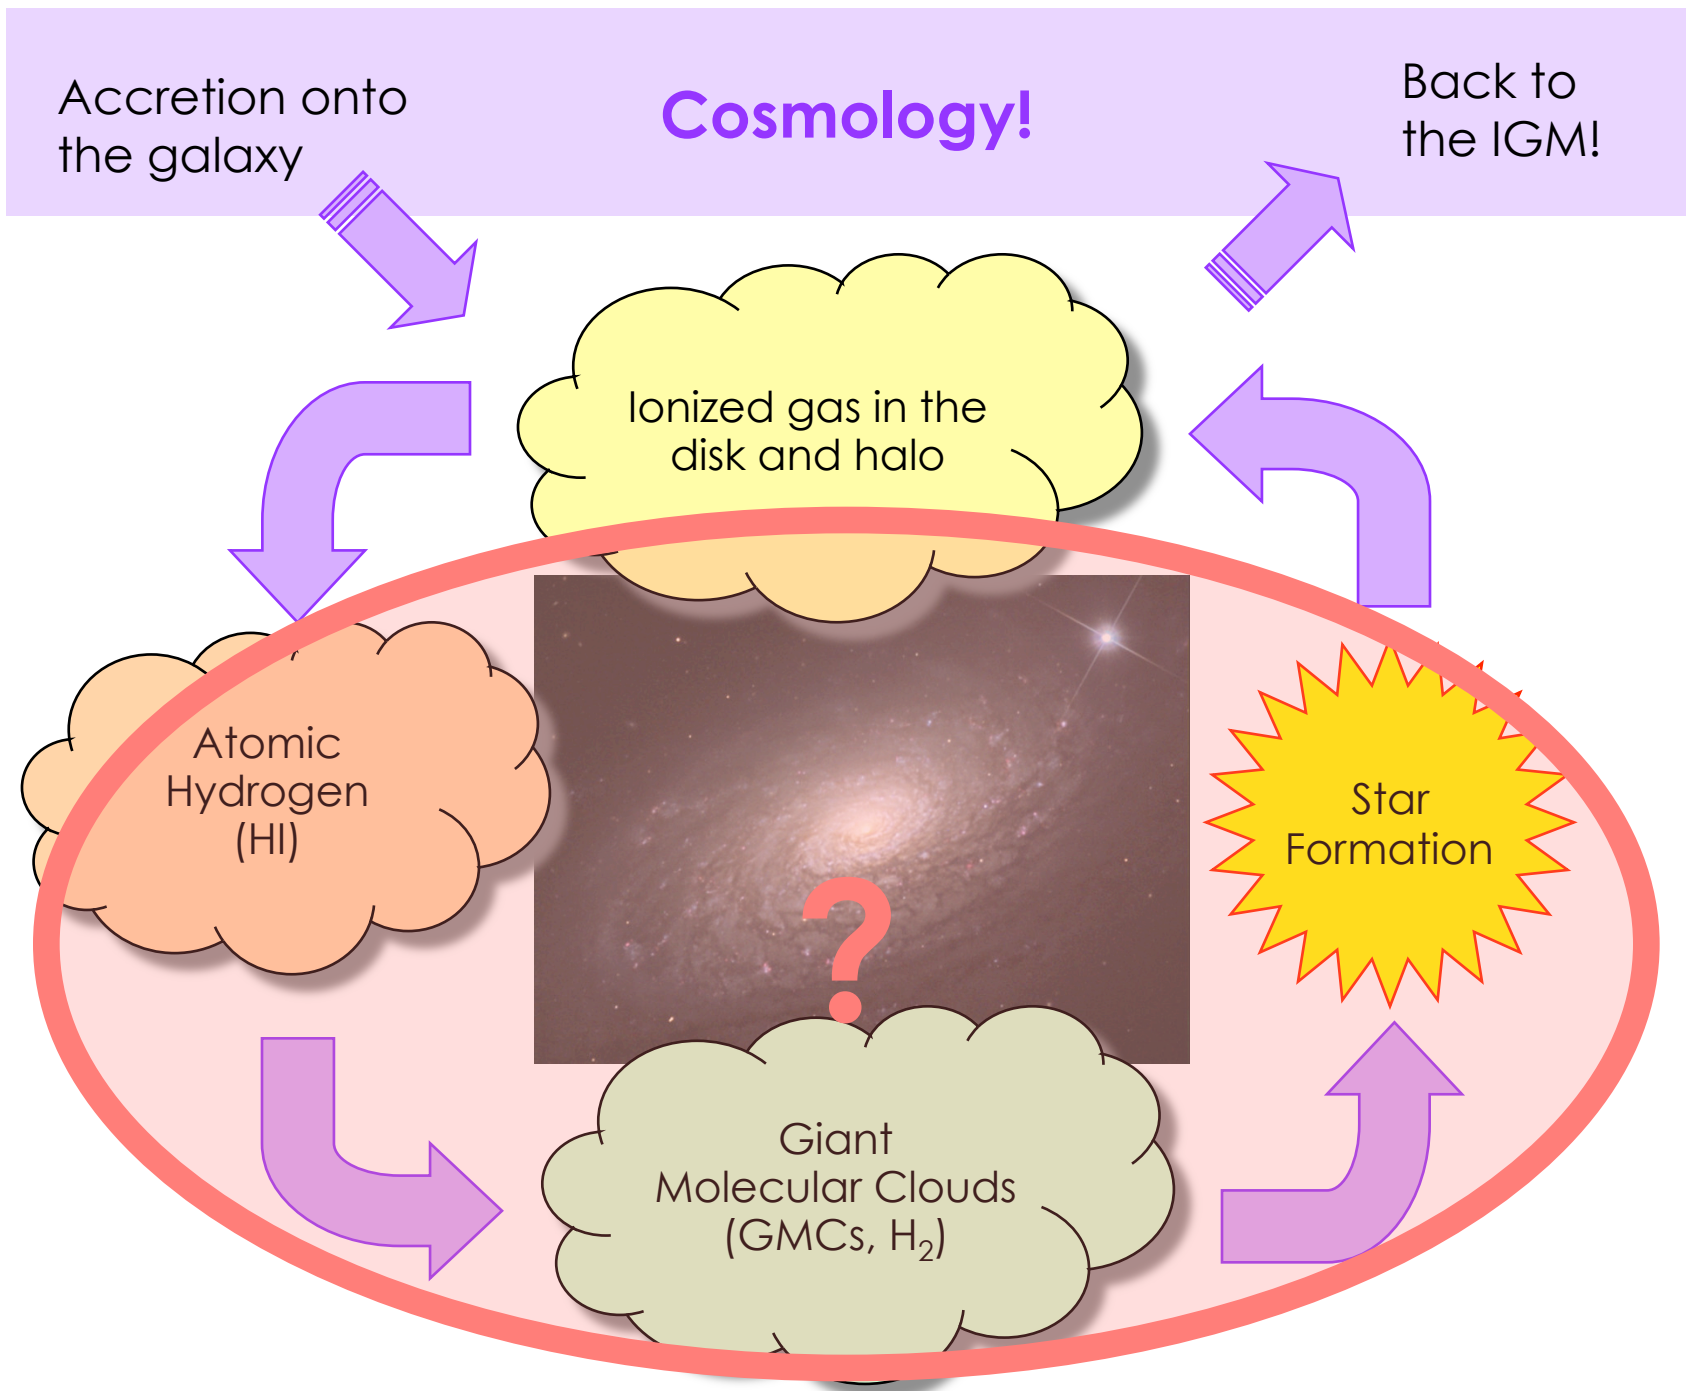 Accretion onto
the galaxy
Cosmology!
Back to
the IGM!
Ionized gas in the
disk and halo
Atomic
Hydrogen
(HI)
?
Star
Formation
Giant
Molecular Clouds
(GMCs, H₂)